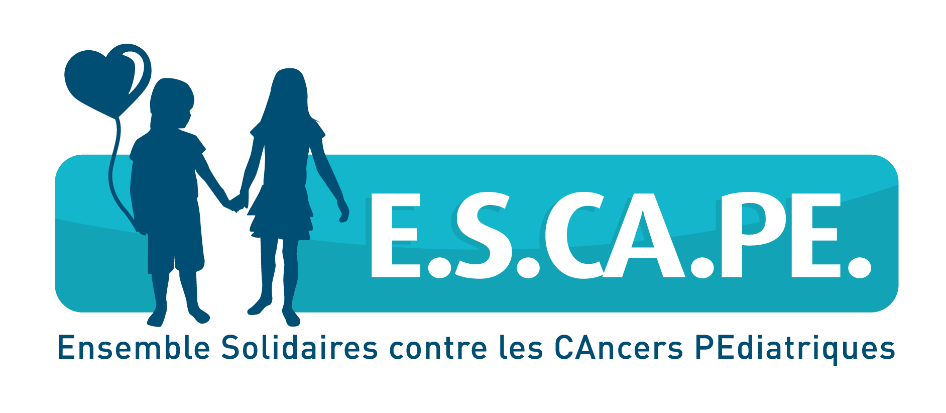 E.S.CA.PE.
Ensemble Solidaires contre les CAncers PEdiatriques